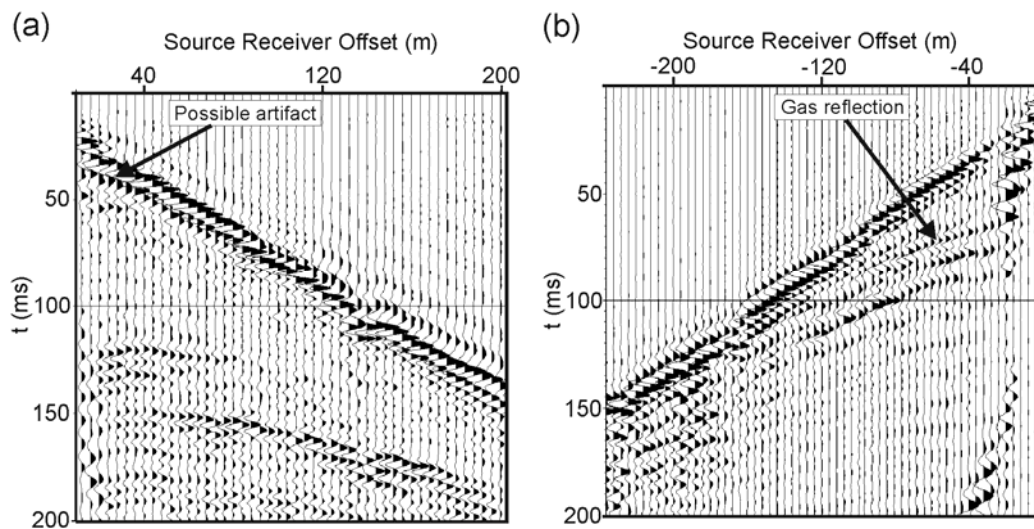 (a)
Source Receiver Offset (m)
40 120 200
Possible artifact
50
100
150
200
t (ms)
(b)
Source Receiver Offset (m)
-200 -120 -40
Gas reflection
50
100
150
200
t (ms)